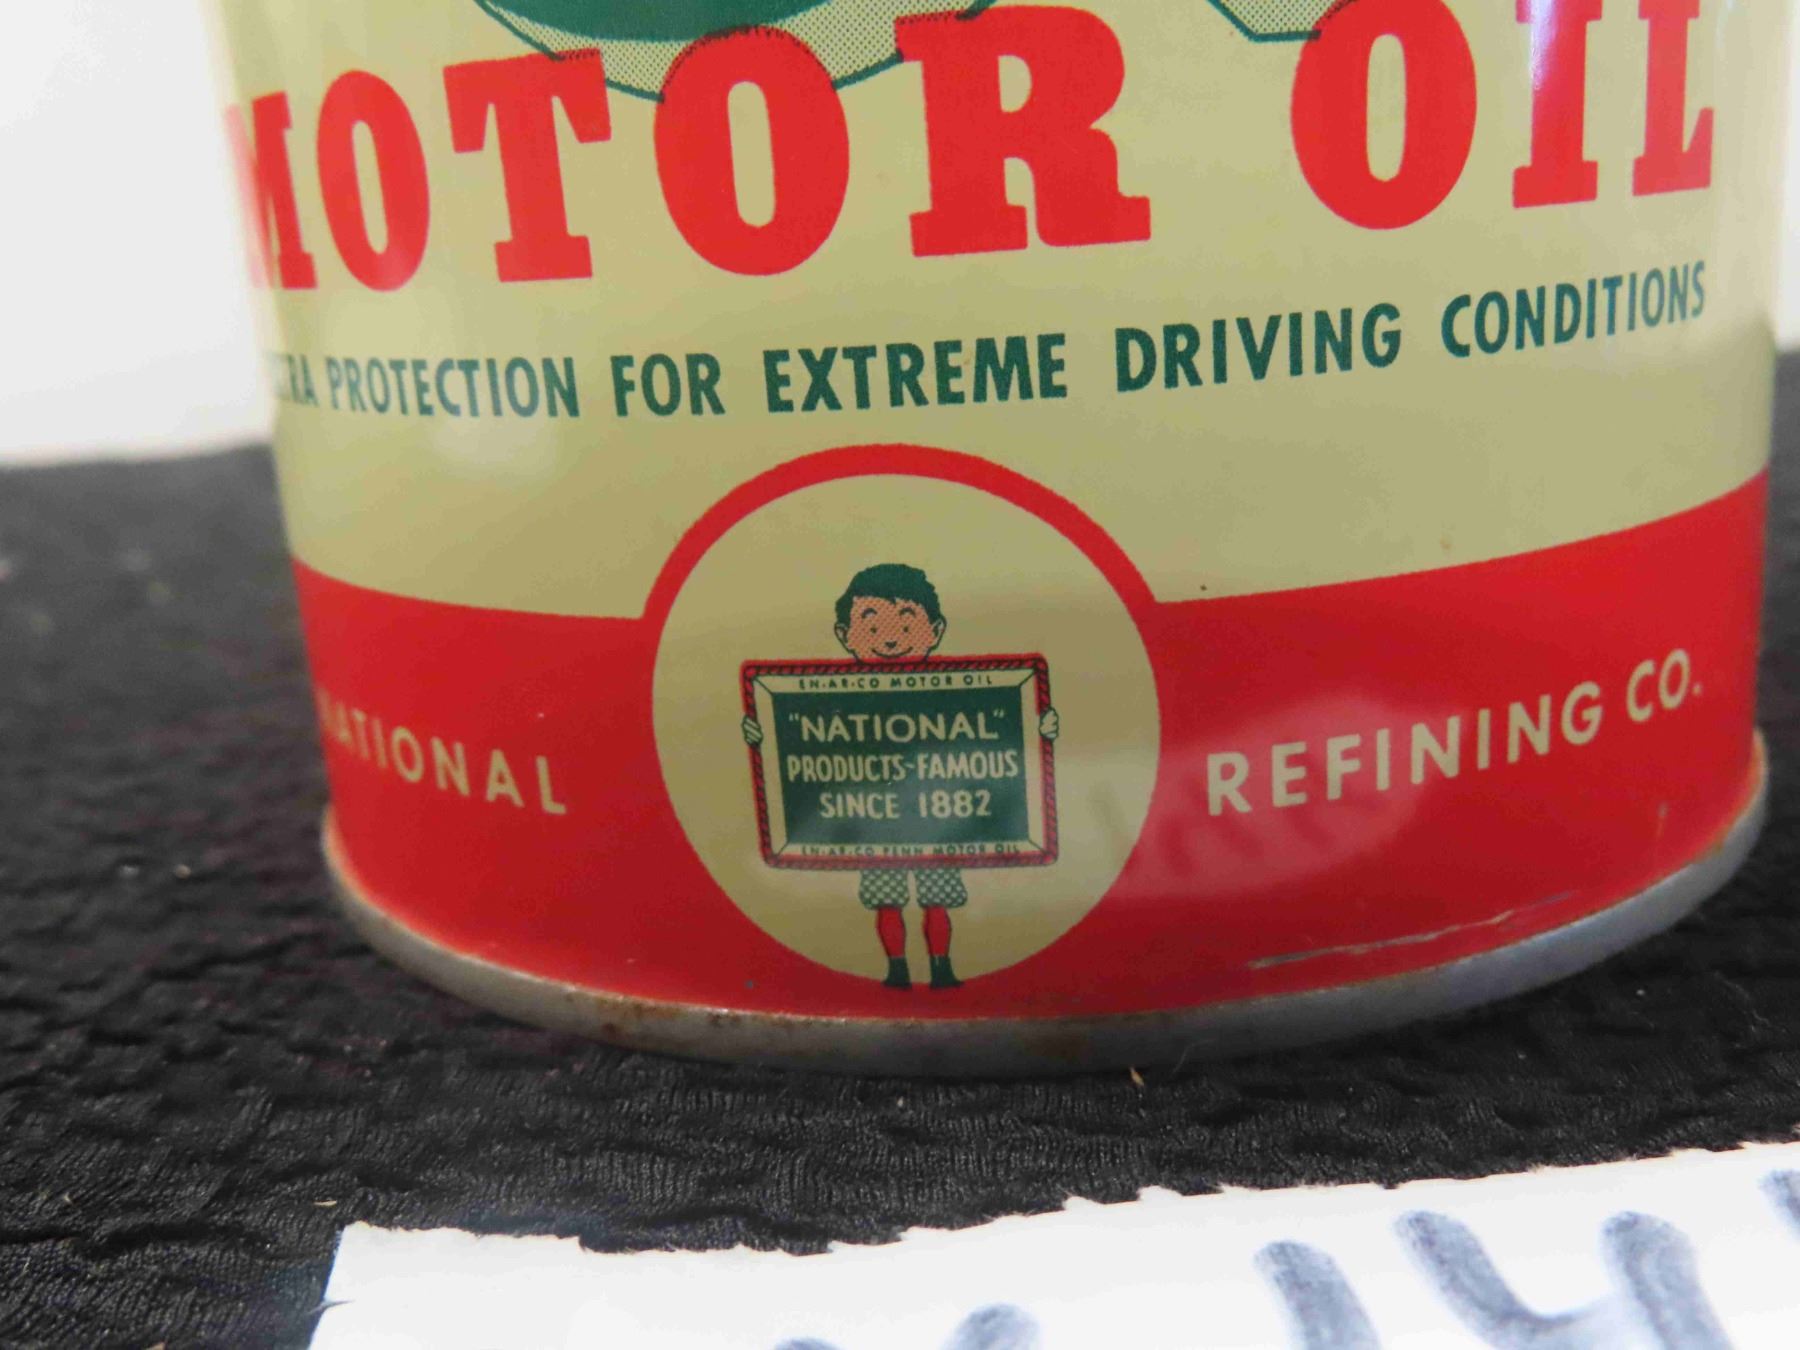 MOTOR OIL
PROTECTION FOR EXTREME DRIVING CONDITIONS
EN-AR-CO MOTOR OIL
"NATIONAL"
PRODUCTS-FAMOUS
SINCE 1882
EN-AR-CO PENN MOTOR OIL
NATIONAL REFINING CO.